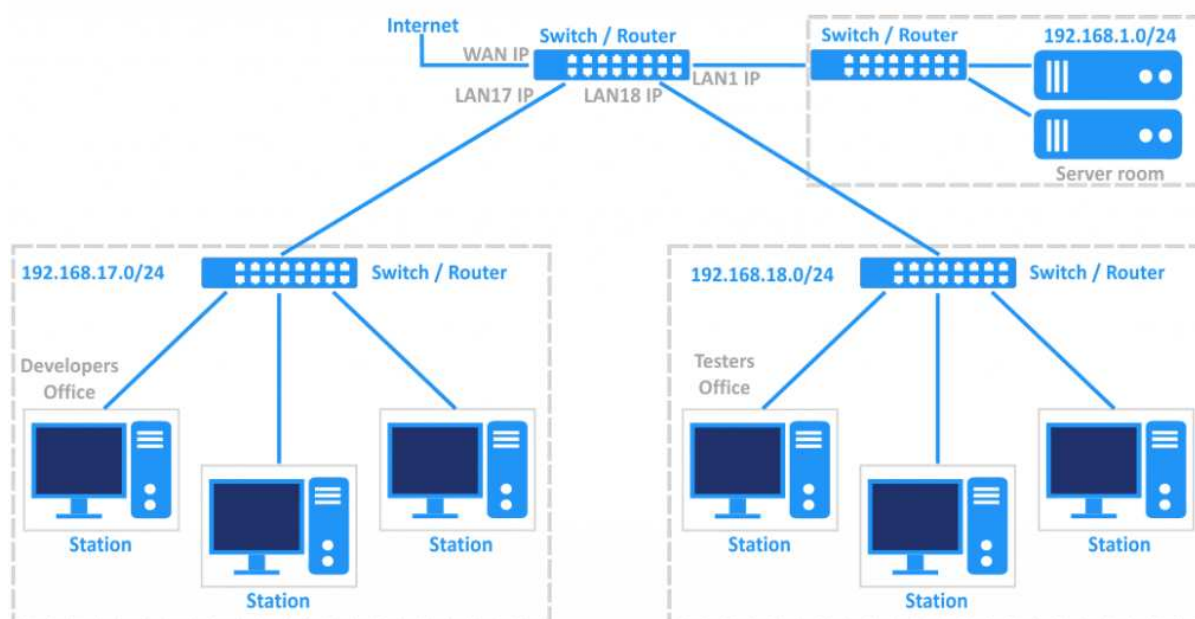 Internet
Switch / Router
Switch / Router
192.168.1.0/24
WAN IP
LAN1 IP
LAN17 IP
LAN18 IP
Server room
192.168.17.0/24
Switch / Router
192.168.18.0/24
Switch / Router
Developers
Office
Testers
Office
Station
Station
Station
Station
Station
Station